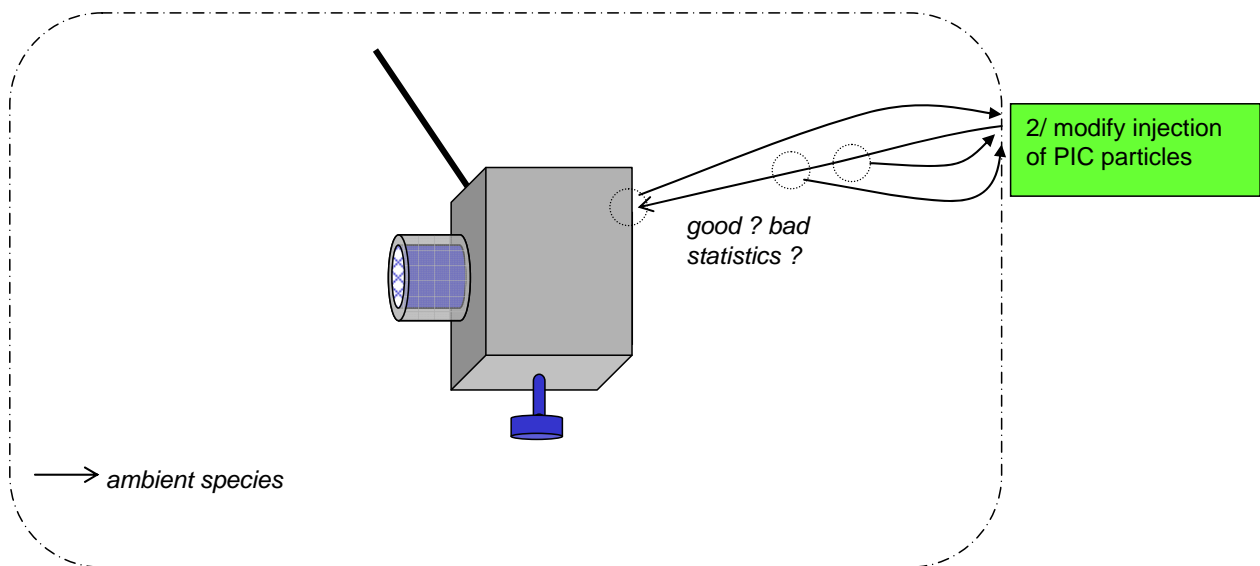 2/ modify injection
of PIC particles
good ? bad
statistics ?
ambient species